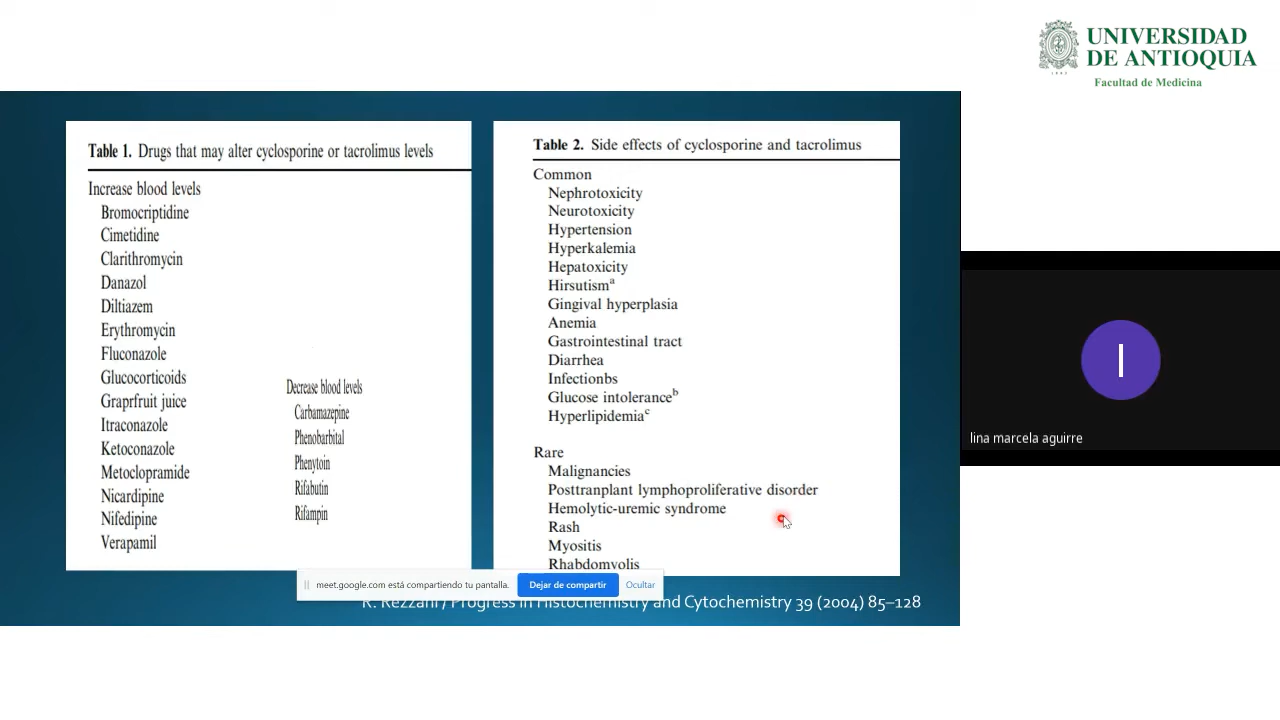 UNIVERSIDAD
DE ANTIOQUIA
1803
Facultad de Medicina
Table 1. Drugs that may alter cyclosporine or tacrolimus levels
Increase blood levels
Bromocriptidine
Cimetidine
Clarithromycin
Danazol
Diltiazem
Erythromycin
Fluconazole
Glucocorticoids
Graprfruit juice
Itraconazole
Ketoconazole
Metoclopramide
Nicardipine
Nifedipine
Verapamil
Decrease blood levels
Carbamazepine
Phenobarbital
Phenytoin
Rifabutin
Rifampin
Table 2. Side effects of cyclosporine and tacrolimus
Common
Nephrotoxicity
Neurotoxicity
Hypertension
Hyperkalemia
Hepatoxicity
Hirsutism^a
Gingival hyperplasia
Anemia
Gastrointestinal tract
Diarrhea
Infectionbs
Glucose intolerance^b
Hyperlipidemia^c
Rare
Malignancies
Posttranplant lymphoproliferative disorder
Hemolytic-uremic syndrome
Rash
Myositis
Rhabdomyolis
meet.google.com está compartiendo tu pantalla.
Dejar de compartir
Ocultar
R. Rezzani / Progress in Histochemistry and Cytochemistry 39 (2004) 85–128
I
lina marcela aguirre